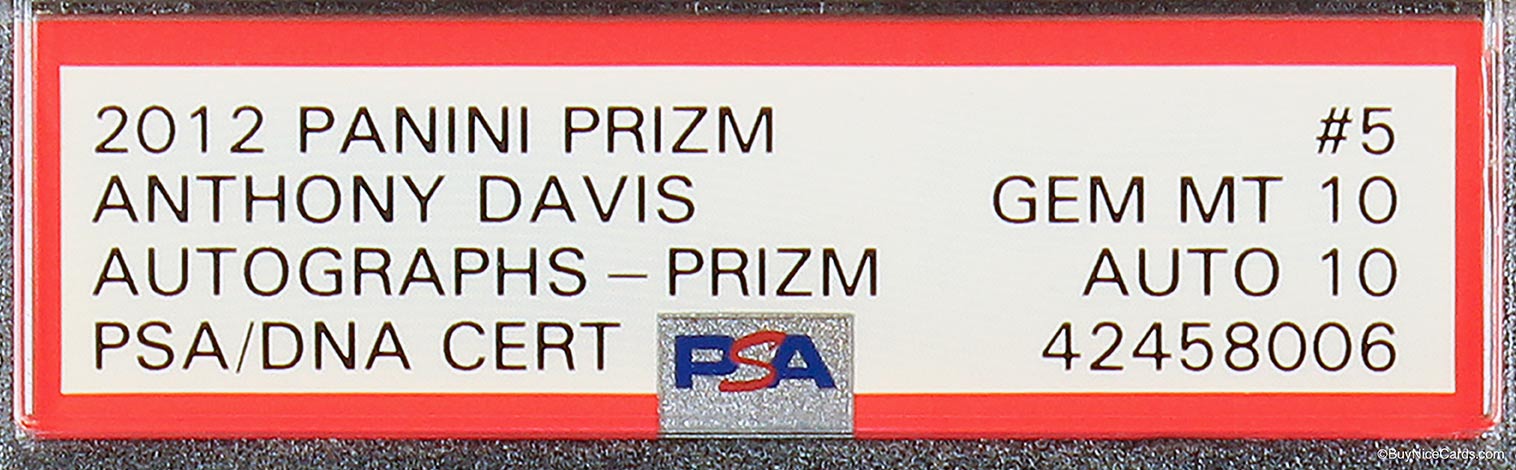 2012 PANINI PRIZM #5
ANTHONY DAVIS GEM MT 10
AUTOGRAPHS – PRIZM AUTO 10
PSA/DNA CERT 42458006
PSA
©BuyNiceCards.com